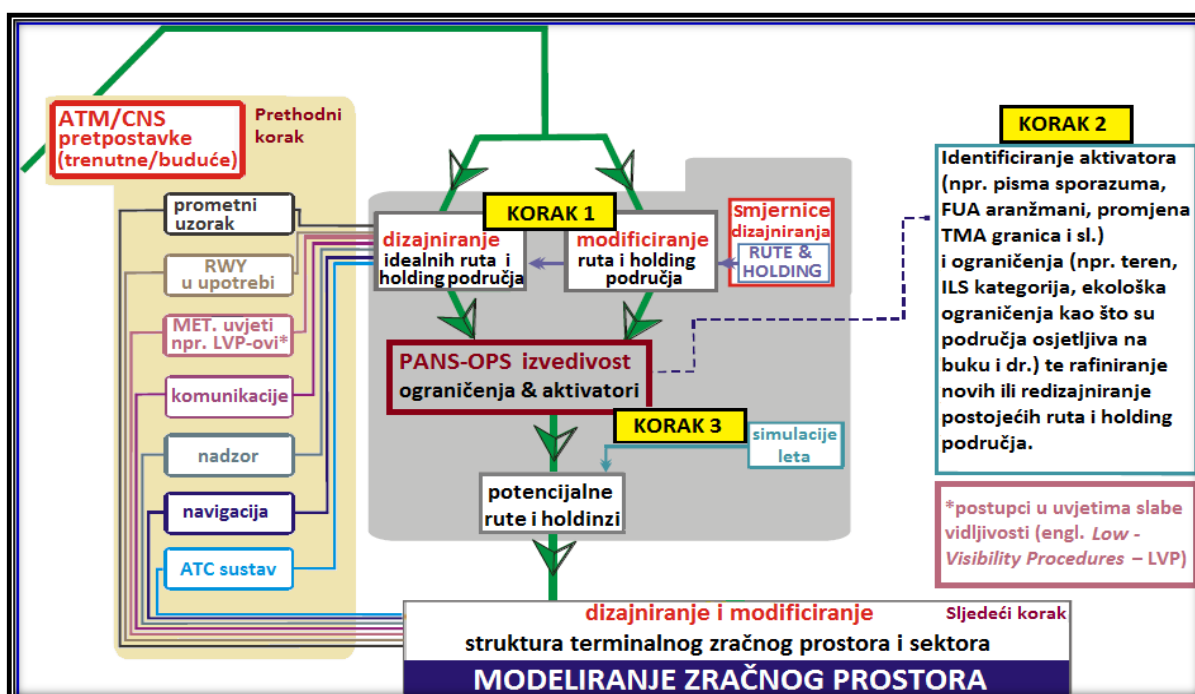 ATM/CNS
pretpostavke
(trenutne/buduće)
Prethodni
korak
prometni
uzorak
RWY
u upotrebi
MET. uvjeti
npr. LVP-ovi*
komunikacije
nadzor
navigacija
ATC sustav
KORAK 1
dizajniranje
idealnih ruta i
holding područja
modificiranje
ruta i holding
područja
Smjernice
dizajniranja
RUTE &
HOLDING
PANS-OPS izvedivost
ograničenja & aktivatori
KORAK 3
simulacije
leta
potencijalne
rute i holdinzi
KORAK 2
Identificiranje aktivatora
(npr. pisma sporazuma,
FUA aranžmani, promjena
TMA granica i sl.)
i ograničenja (npr. teren,
ILS kategorija, ekološka
ograničenja kao što su
područja osjetljiva na
buku i dr.) te rafiniranje
novih ili redizajniranje
postojećih ruta i holding
područja.
*postupci u uvjetima slabe
vidljivosti (engl. Low -
Visibility Procedures – LVP)
dizajniranje i modificiranje
Sljedeći korak
struktura terminalnog zračnog prostora i sektora
MODELIRANJE ZRAČNOG PROSTORA